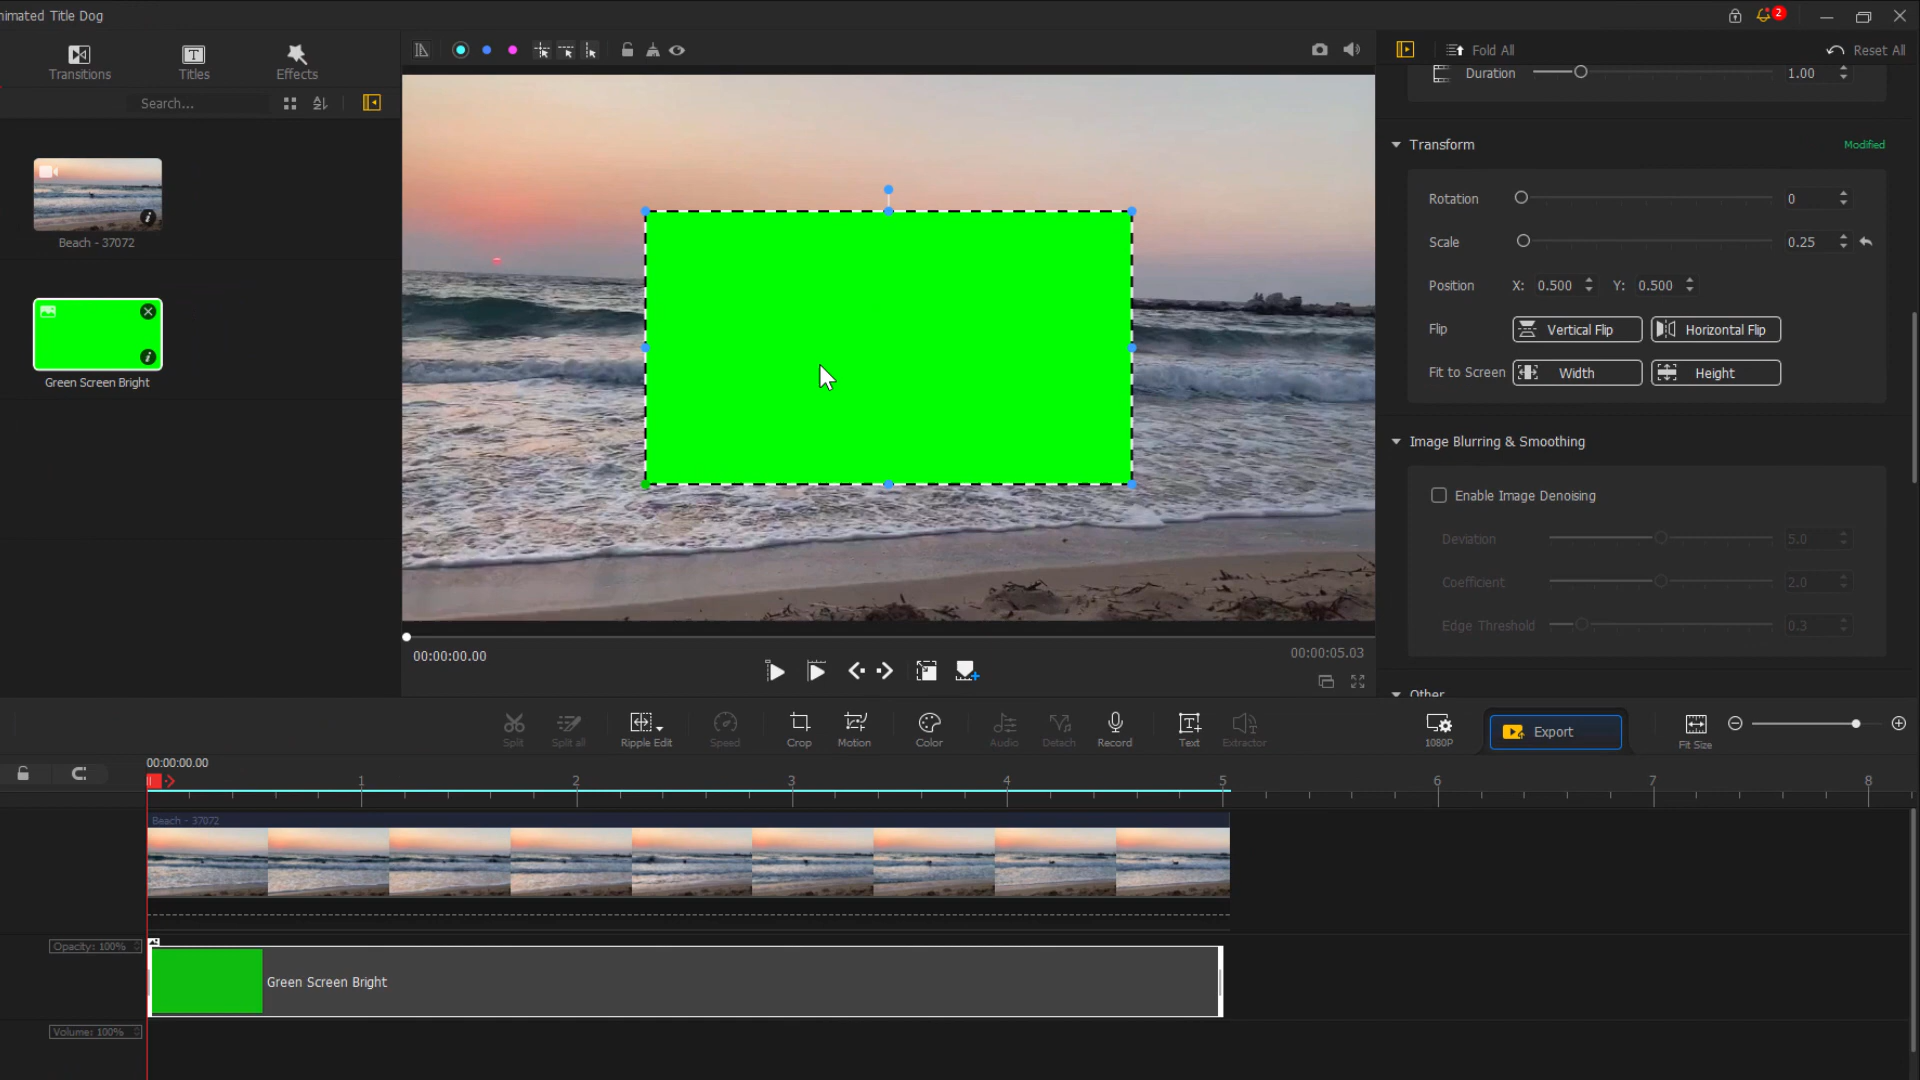 nimated Title Dog
2
Transitions
Titles
Effects
Search...
Fold All
Reset All
Duration
1.00
Transform
Modified
Rotation
0
Scale
0.25
Position X: 0.500 Y: 0.500
Flip
Vertical Flip
Horizontal Flip
Fit to Screen
Width
Height
Beach - 37072
Green Screen Bright
Image Blurring & Smoothing
Enable Image Denoising
Deviation
5.0
Coefficient
2.0
Edge Threshold
0.3
Other
00:00:00.00
00:00:05.03
Split
Split all
Ripple Edit
Speed
Crop
Motion
Color
Audio
Detach
Record
Text
Extractor
1080P
Export
Fit Size
00:00:00.00
1 2 3 4 5 6 7 8
Beach - 37072
Opacity: 100%
Green Screen Bright
Volume: 100%